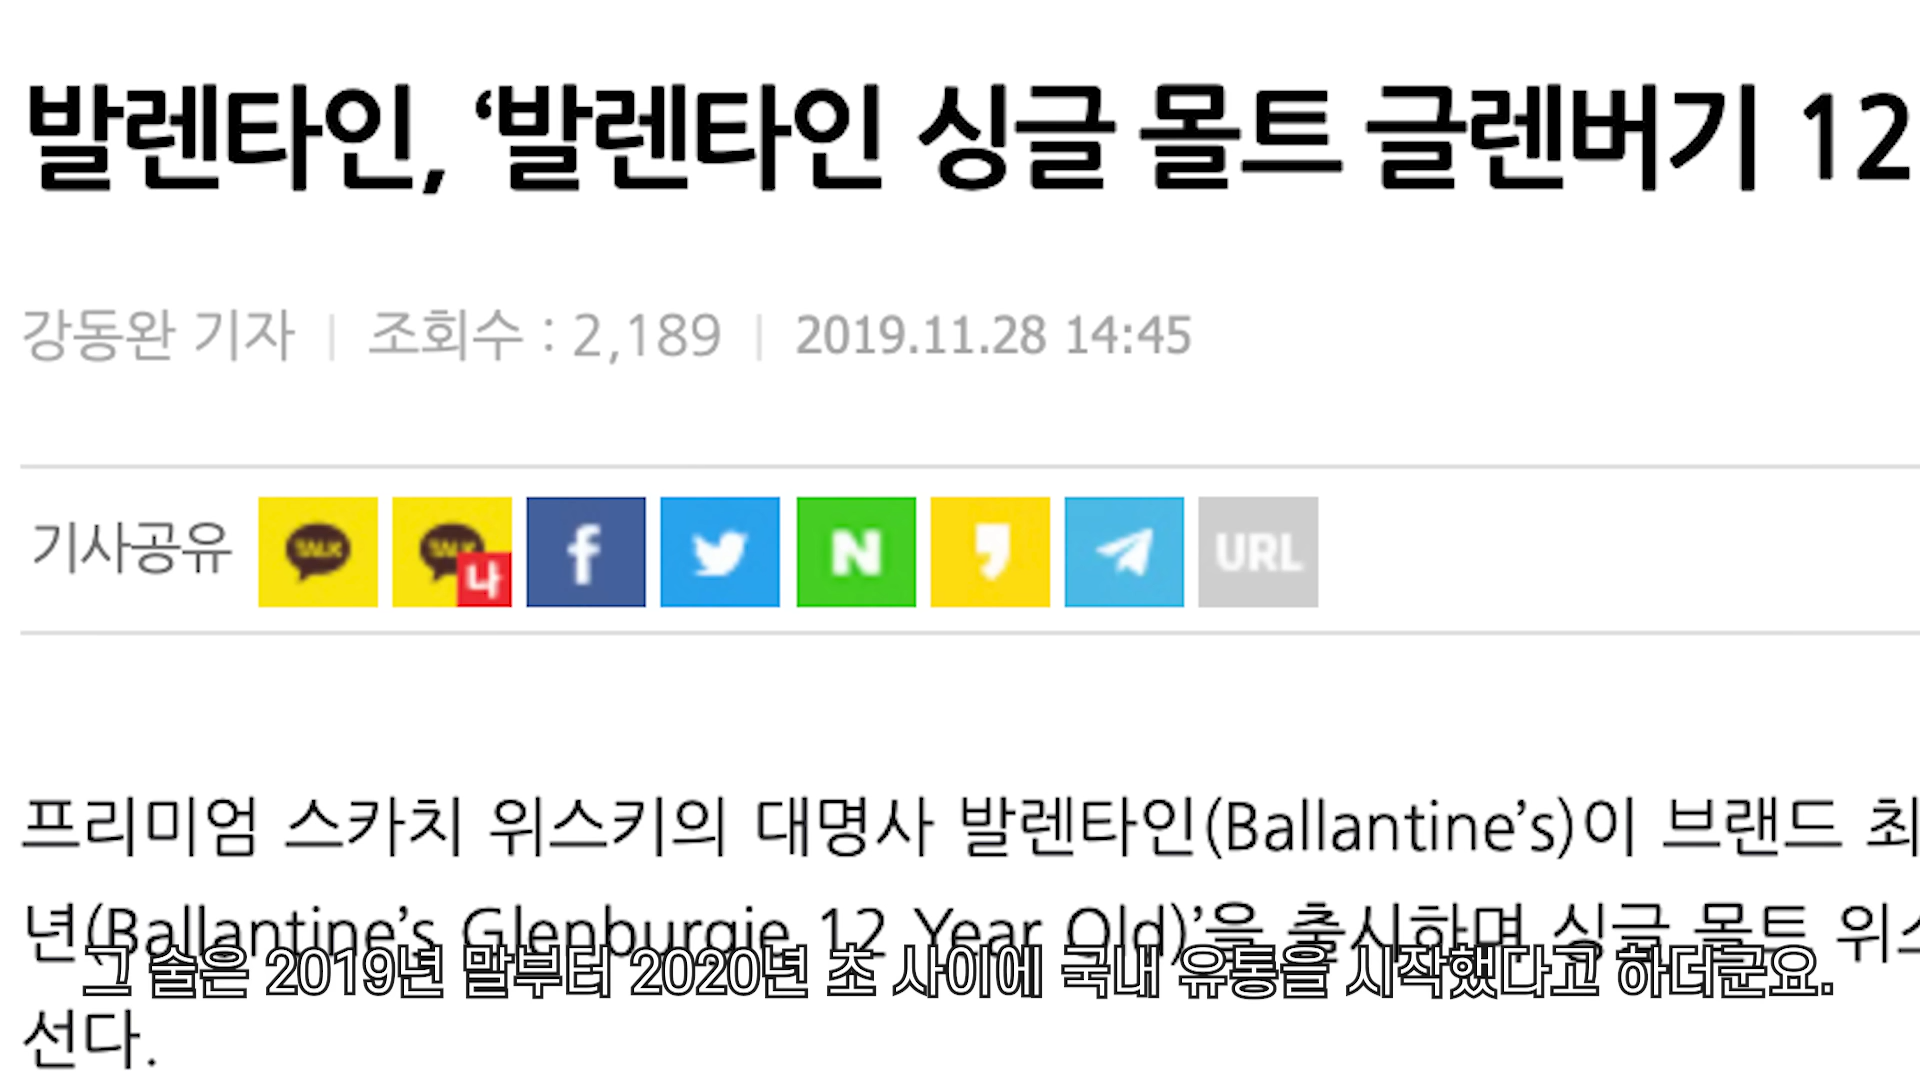 발렌타인, ‘발렌타인 싱글 몰트 글렌버기 12
강동완 기자 | 조회수 : 2,189 | 2019.11.28 14:45
기사공유 TALK TALK 나 f N URL
프리미엄 스카치 위스키의 대명사 발렌타인(Ballantine’s)이 브랜드 최
년(Ballantine’s Glenburgie 12 Year Old)’을 출시하며 싱글 몰트 위스
그 술은 2019년 말부터 2020년 초 사이에 국내 유통을 시작했다고 하더군요.
선다.